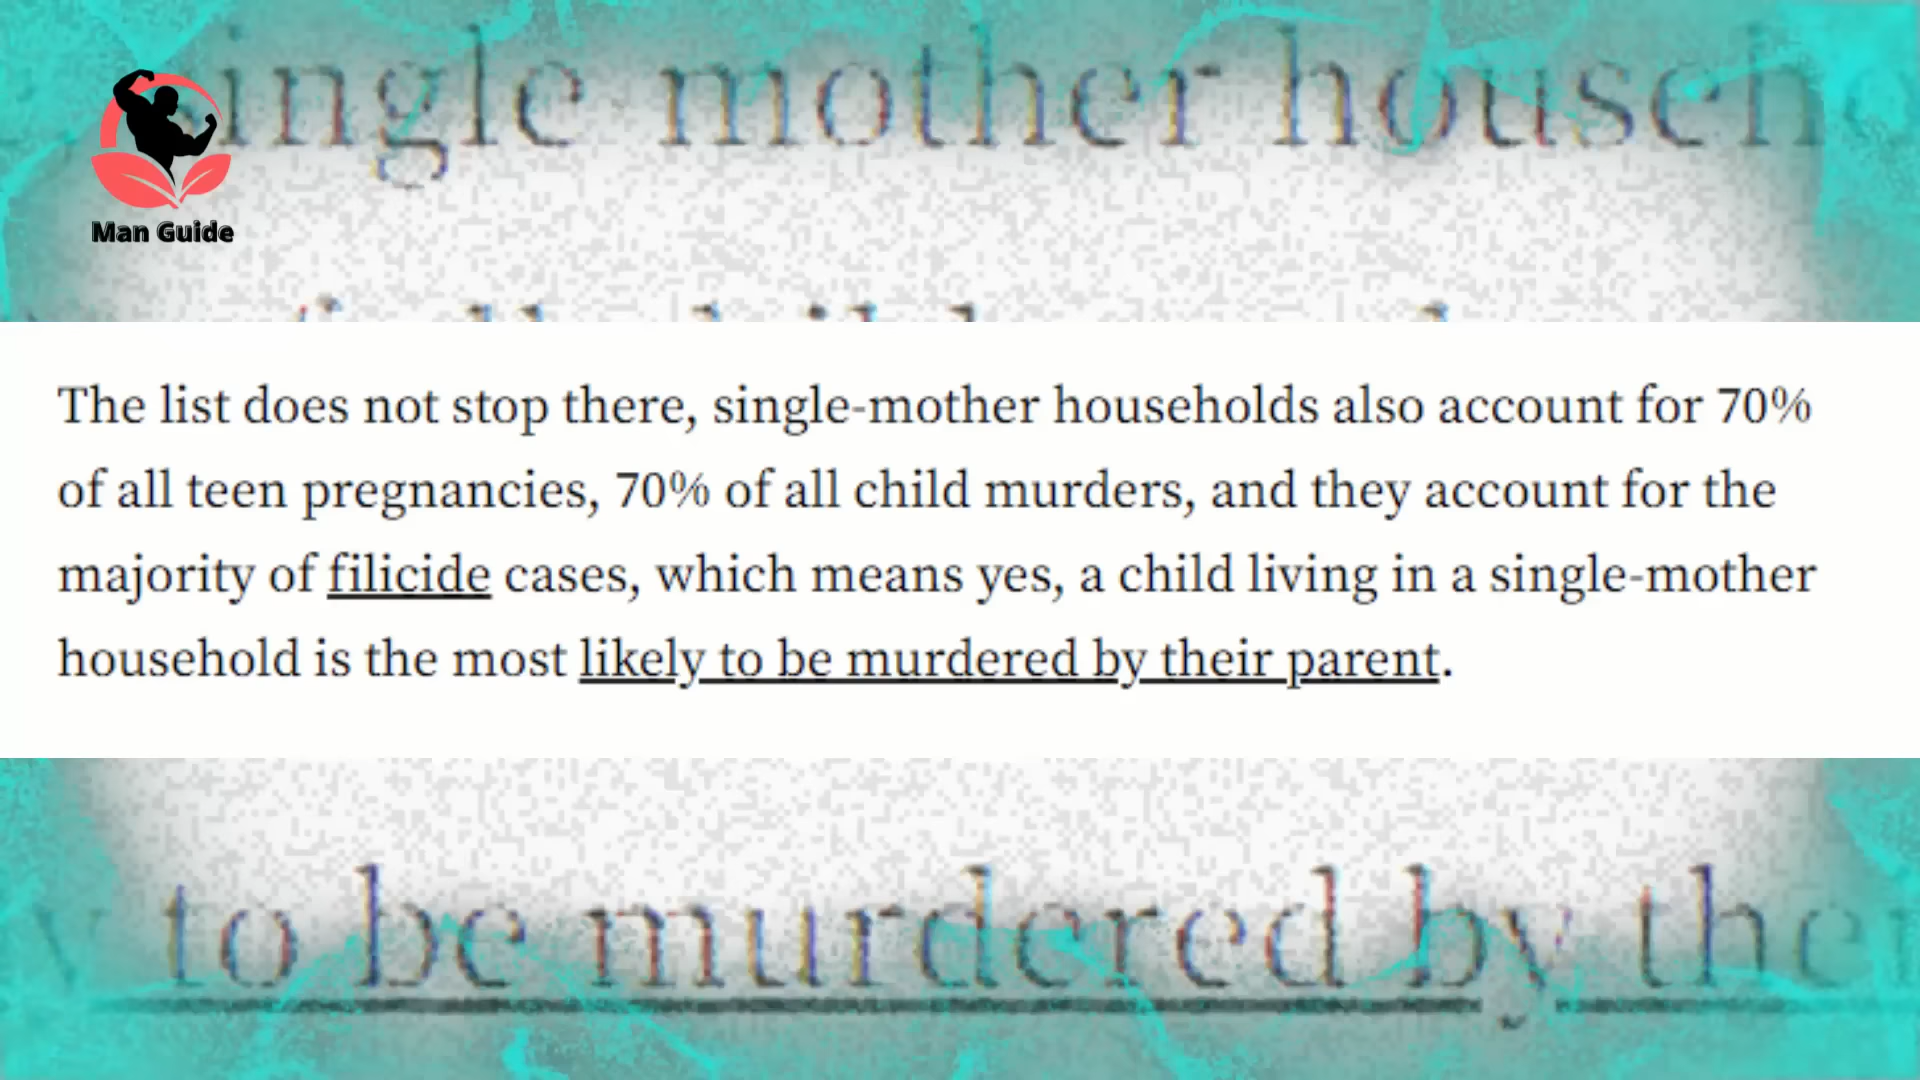 ingle mother househo
Man Guide
The list does not stop there, single-mother households also account for 70%
of all teen pregnancies, 70% of all child murders, and they account for the
majority of filicide cases, which means yes, a child living in a single-mother
household is the most likely to be murdered by their parent.
y to be murdered by their